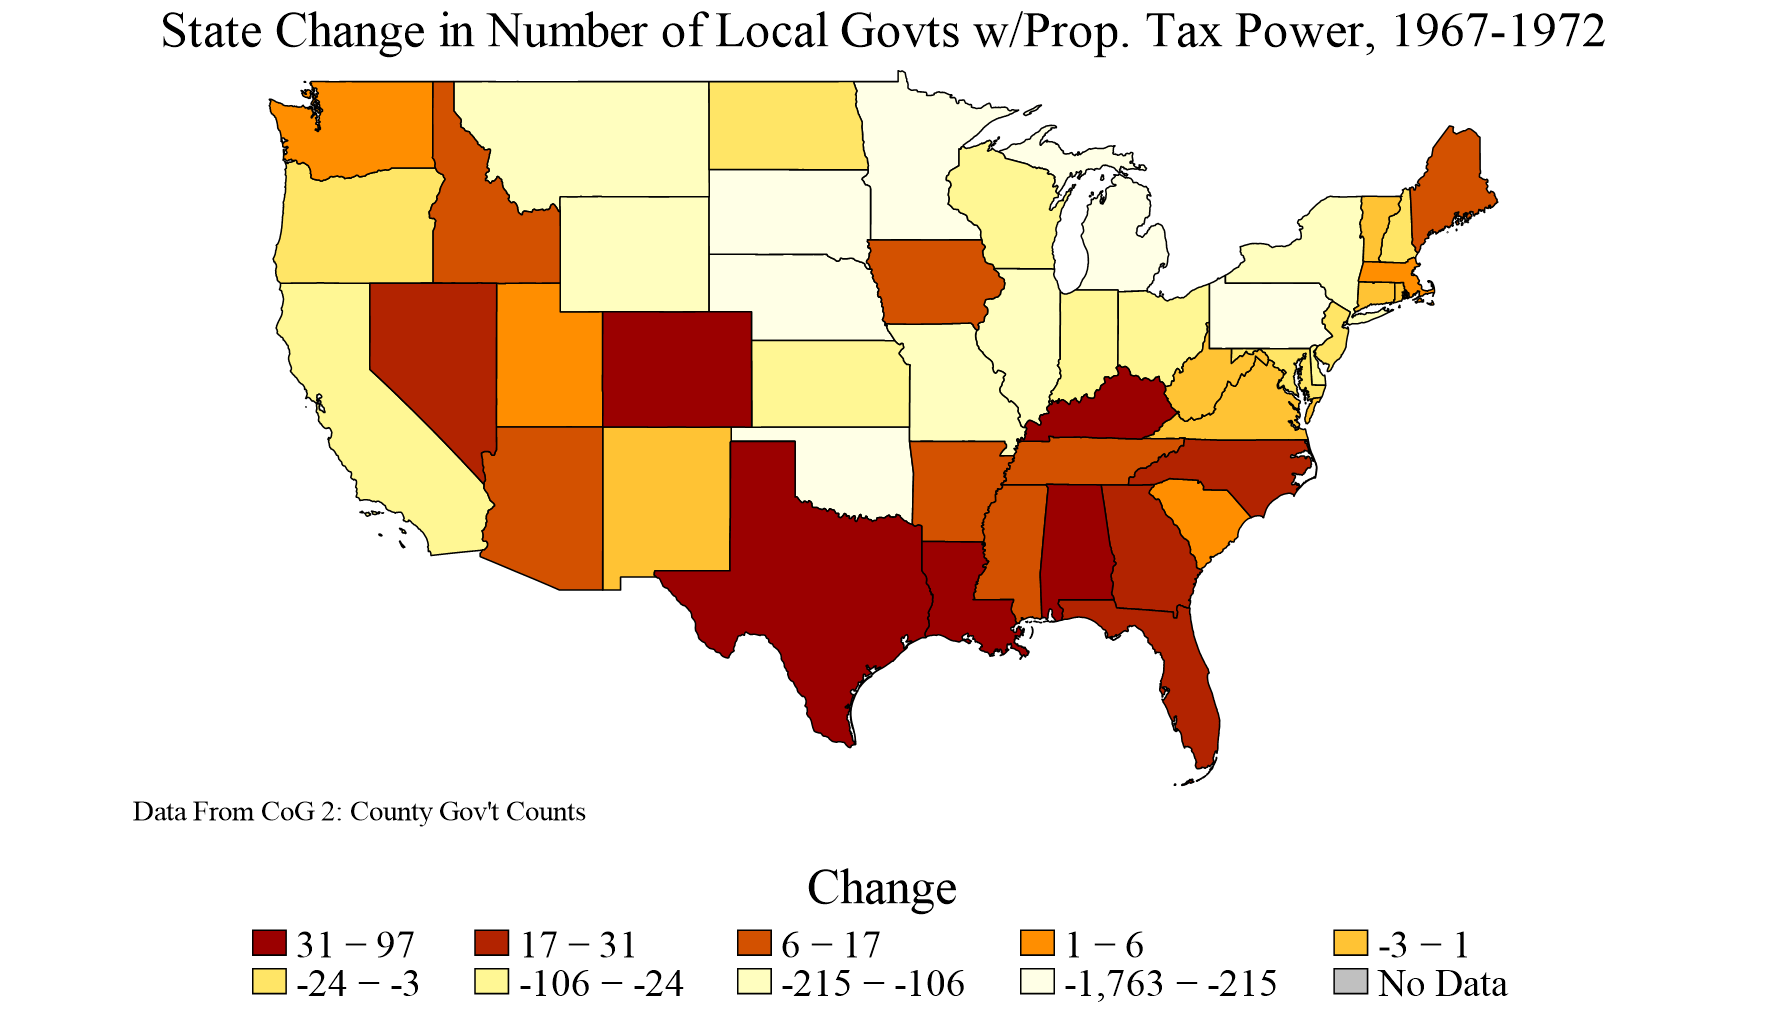 State Change in Number of Local Govts w/Prop. Tax Power, 1967-1972
Data From CoG 2: County Gov't Counts
Change
31 − 97 17 − 31 6 − 17 1 − 6 -3 − 1
-24 − -3 -106 − -24 -215 − -106 -1,763 − -215 No Data